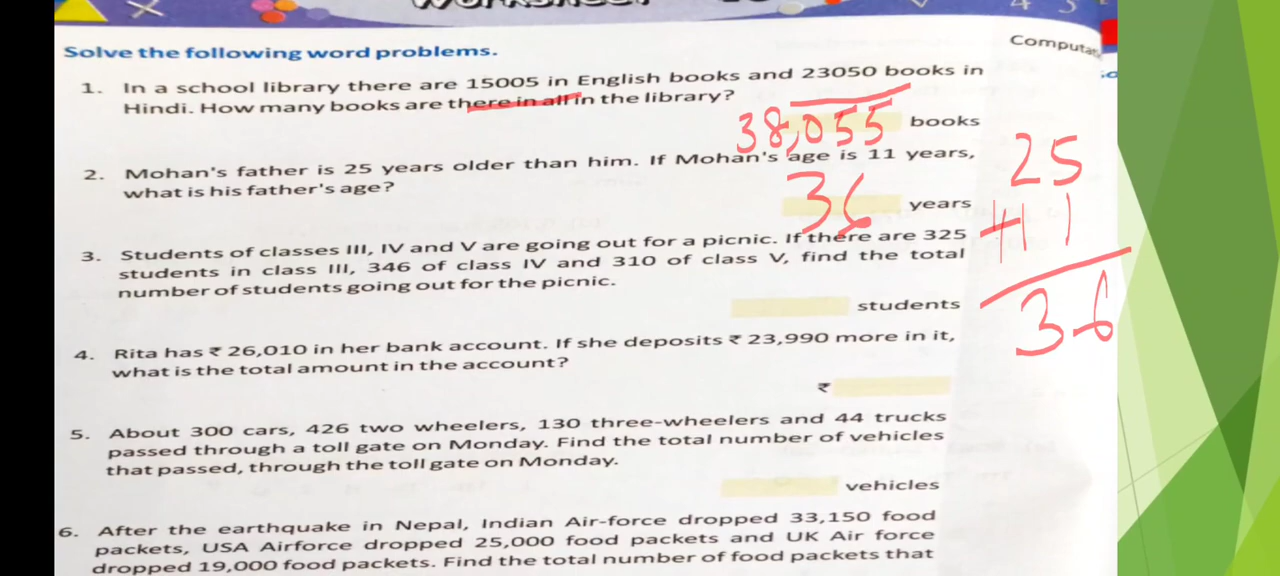 Solve the following word problems.
1. In a school library there are 15005 in English books and 23050 books in
Hindi. How many books are there in all in the library?
38,055 books
2. Mohan's father is 25 years older than him. If Mohan's age is 11 years,
what is his father's age?
36 years
25
+11
36
3. Students of classes III, IV and V are going out for a picnic. If there are 325
students in class III, 346 of class IV and 310 of class V, find the total
number of students going out for the picnic.
students
4. Rita has ₹ 26,010 in her bank account. If she deposits ₹ 23,990 more in it,
what is the total amount in the account?
₹
5. About 300 cars, 426 two wheelers, 130 three-wheelers and 44 trucks
passed through a toll gate on Monday. Find the total number of vehicles
that passed, through the toll gate on Monday.
vehicles
6. After the earthquake in Nepal, Indian Air-force dropped 33,150 food
packets, USA Airforce dropped 25,000 food packets and UK Air force
dropped 19,000 food packets. Find the total number of food packets that